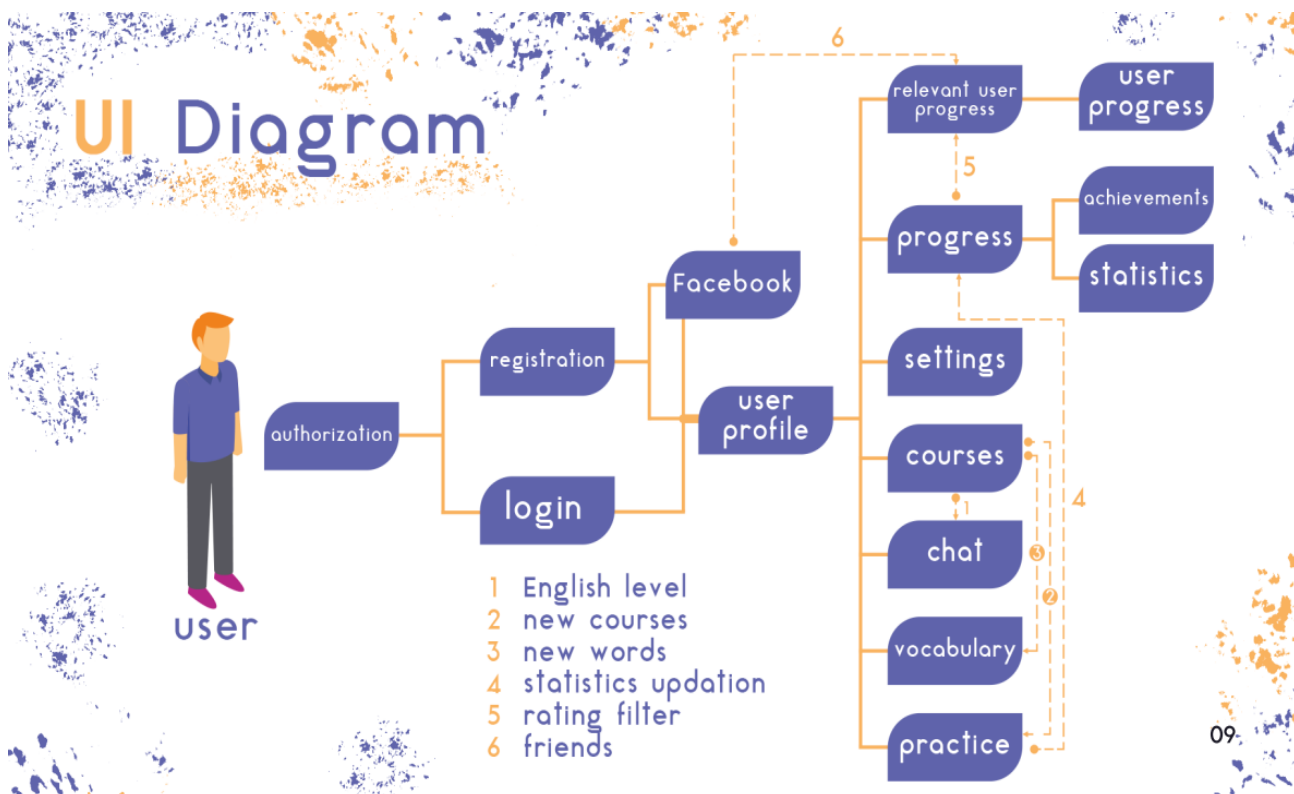 UI Diagram
6
relevant user
progress
user
progress
5
achievements
progress
statistics
Facebook
registration
settings
authorization
user
profile
courses
login
1
4
chat
3
2
vocabulary
practice
user
1 English level
2 new courses
3 new words
4 statistics updation
5 rating filter
6 friends
09